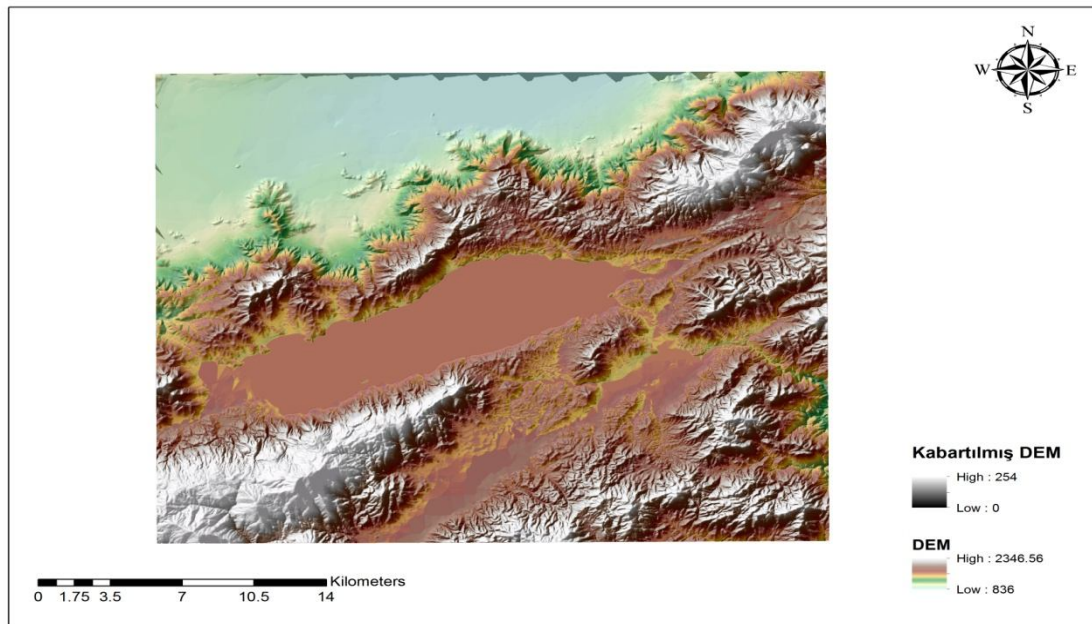 N
W E
S
Kabartılmış DEM
High : 254
Low : 0
DEM
High : 2346.56
Low : 836
Kilometers
0 1.75 3.5 7 10.5 14